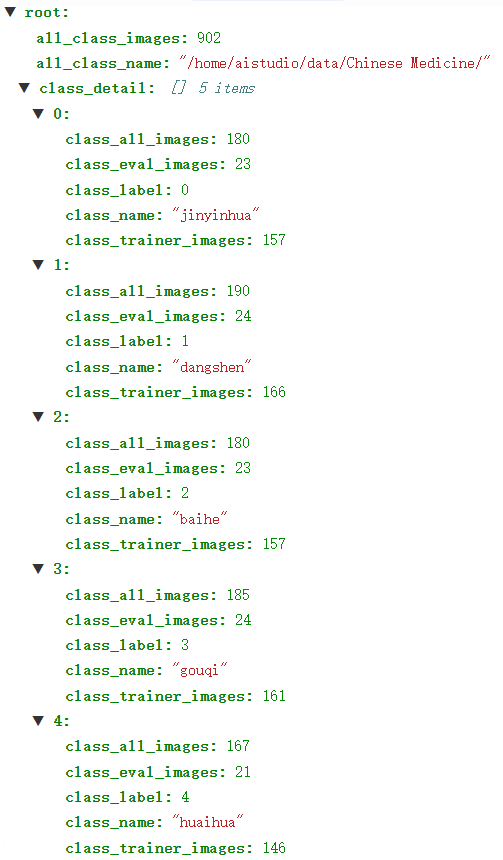 root:
all_class_images: 902
all_class_name: "/home/aistudio/data/Chinese Medicine/"
class_detail: [] 5 items
0:
class_all_images: 180
class_eval_images: 23
class_label: 0
class_name: "jinyinhua"
class_trainer_images: 157
1:
class_all_images: 190
class_eval_images: 24
class_label: 1
class_name: "dangshen"
class_trainer_images: 166
2:
class_all_images: 180
class_eval_images: 23
class_label: 2
class_name: "baihe"
class_trainer_images: 157
3:
class_all_images: 185
class_eval_images: 24
class_label: 3
class_name: "gouqi"
class_trainer_images: 161
4:
class_all_images: 167
class_eval_images: 21
class_label: 4
class_name: "huaihua"
class_trainer_images: 146